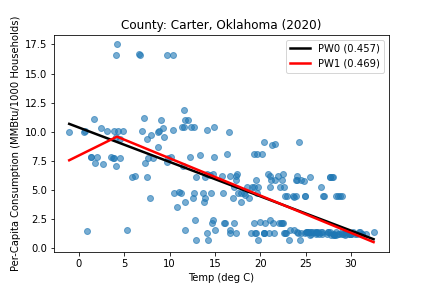 County: Carter, Oklahoma (2020)
PW0 (0.457)
PW1 (0.469)
Per-Capita Consumption (MMBtu/1000 Households)
17.5
15.0
12.5
10.0
7.5
5.0
2.5
0.0
0 5 10 15 20 25 30
Temp (deg C)